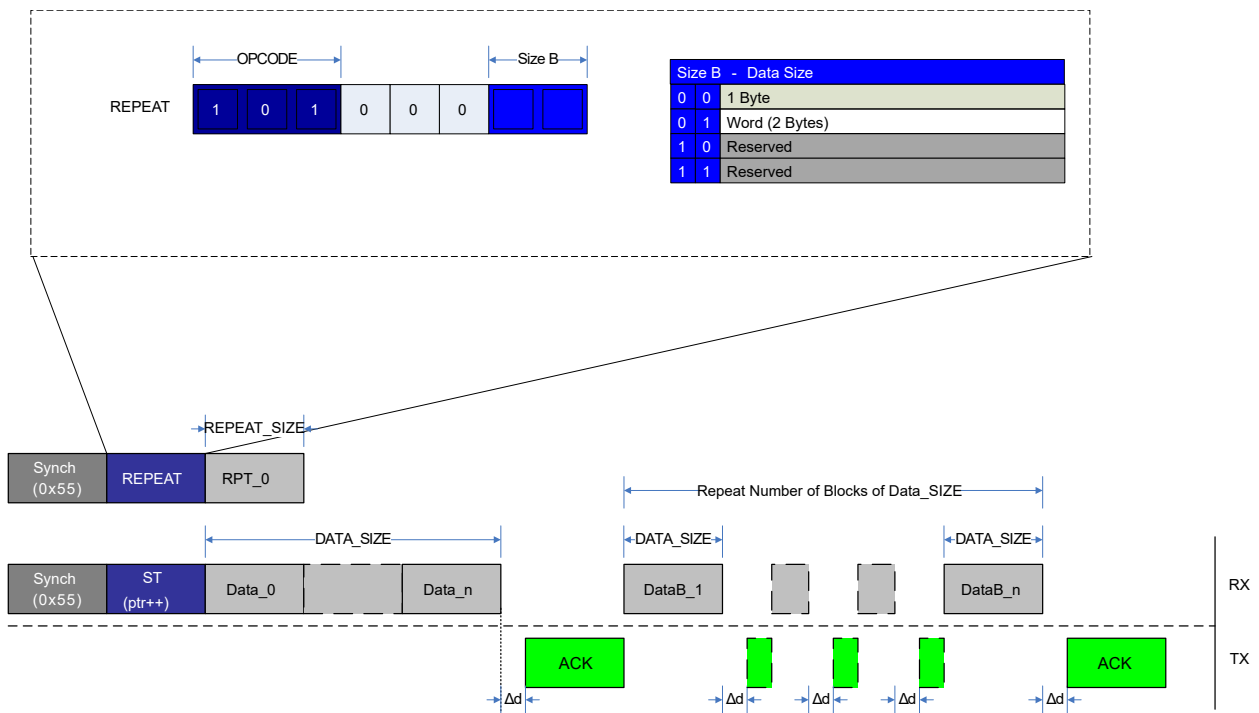 OPCODE
Size B
REPEAT
1 0 1 0 0 0
Size B - Data Size
0 0 1 Byte
0 1 Word (2 Bytes)
1 0 Reserved
1 1 Reserved
REPEAT_SIZE
Synch
(0x55)
REPEAT
RPT_0
Repeat Number of Blocks of Data_SIZE
DATA_SIZE
DATA_SIZE
DATA_SIZE
Synch
(0x55)
ST
(ptr++)
Data_0
Data_n
DataB_1
DataB_n
RX
ACK
ACK
TX
Δd
Δd
Δd
Δd
Δd